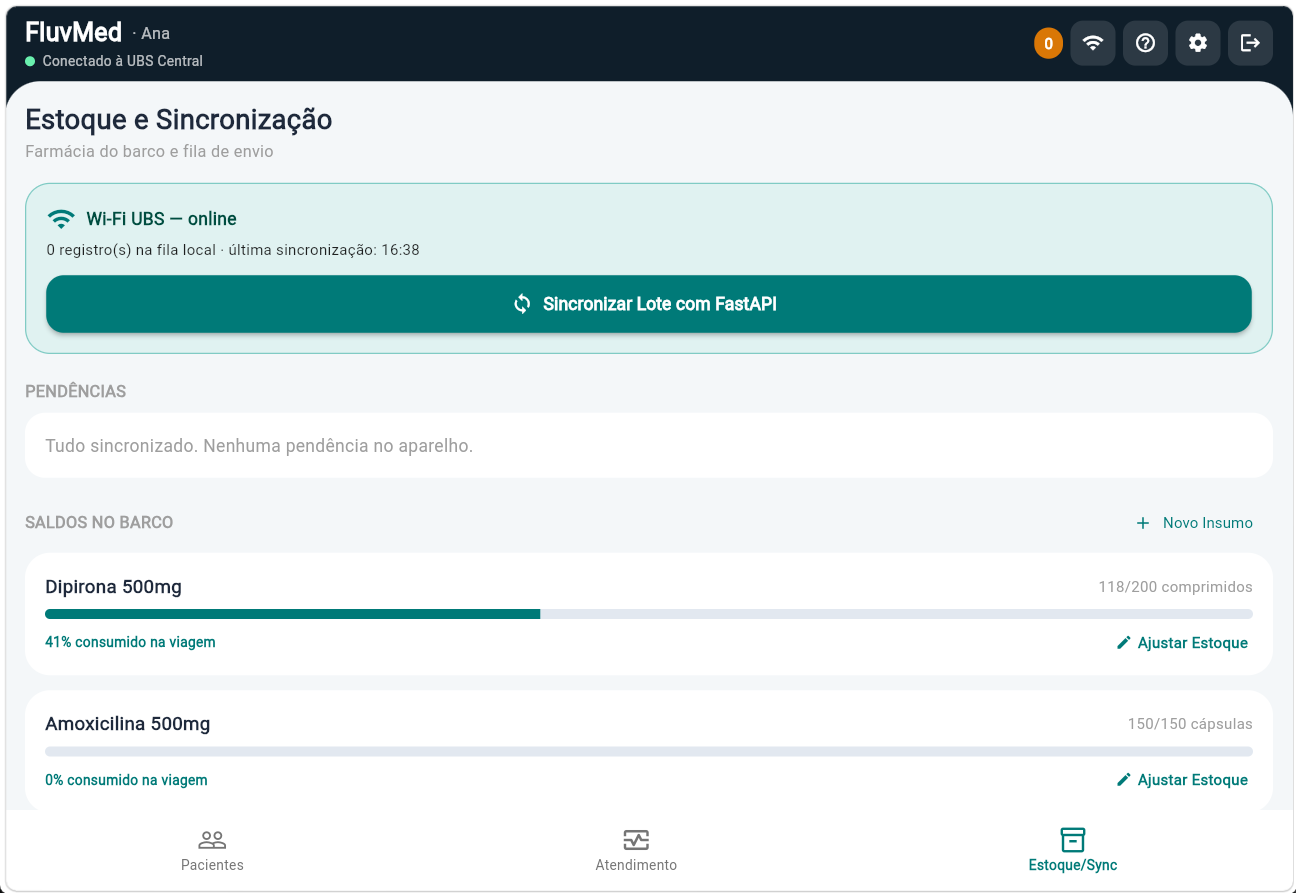 FluvMed · Ana
Conectado à UBS Central
0
Estoque e Sincronização
Farmácia do barco e fila de envio
Wi-Fi UBS — online
0 registro(s) na fila local · última sincronização: 16:38
Sincronizar Lote com FastAPI
PENDÊNCIAS
Tudo sincronizado. Nenhuma pendência no aparelho.
SALDOS NO BARCO
+ Novo Insumo
Dipirona 500mg
118/200 comprimidos
41% consumido na viagem
Ajustar Estoque
Amoxicilina 500mg
150/150 cápsulas
0% consumido na viagem
Ajustar Estoque
Pacientes
Atendimento
Estoque/Sync